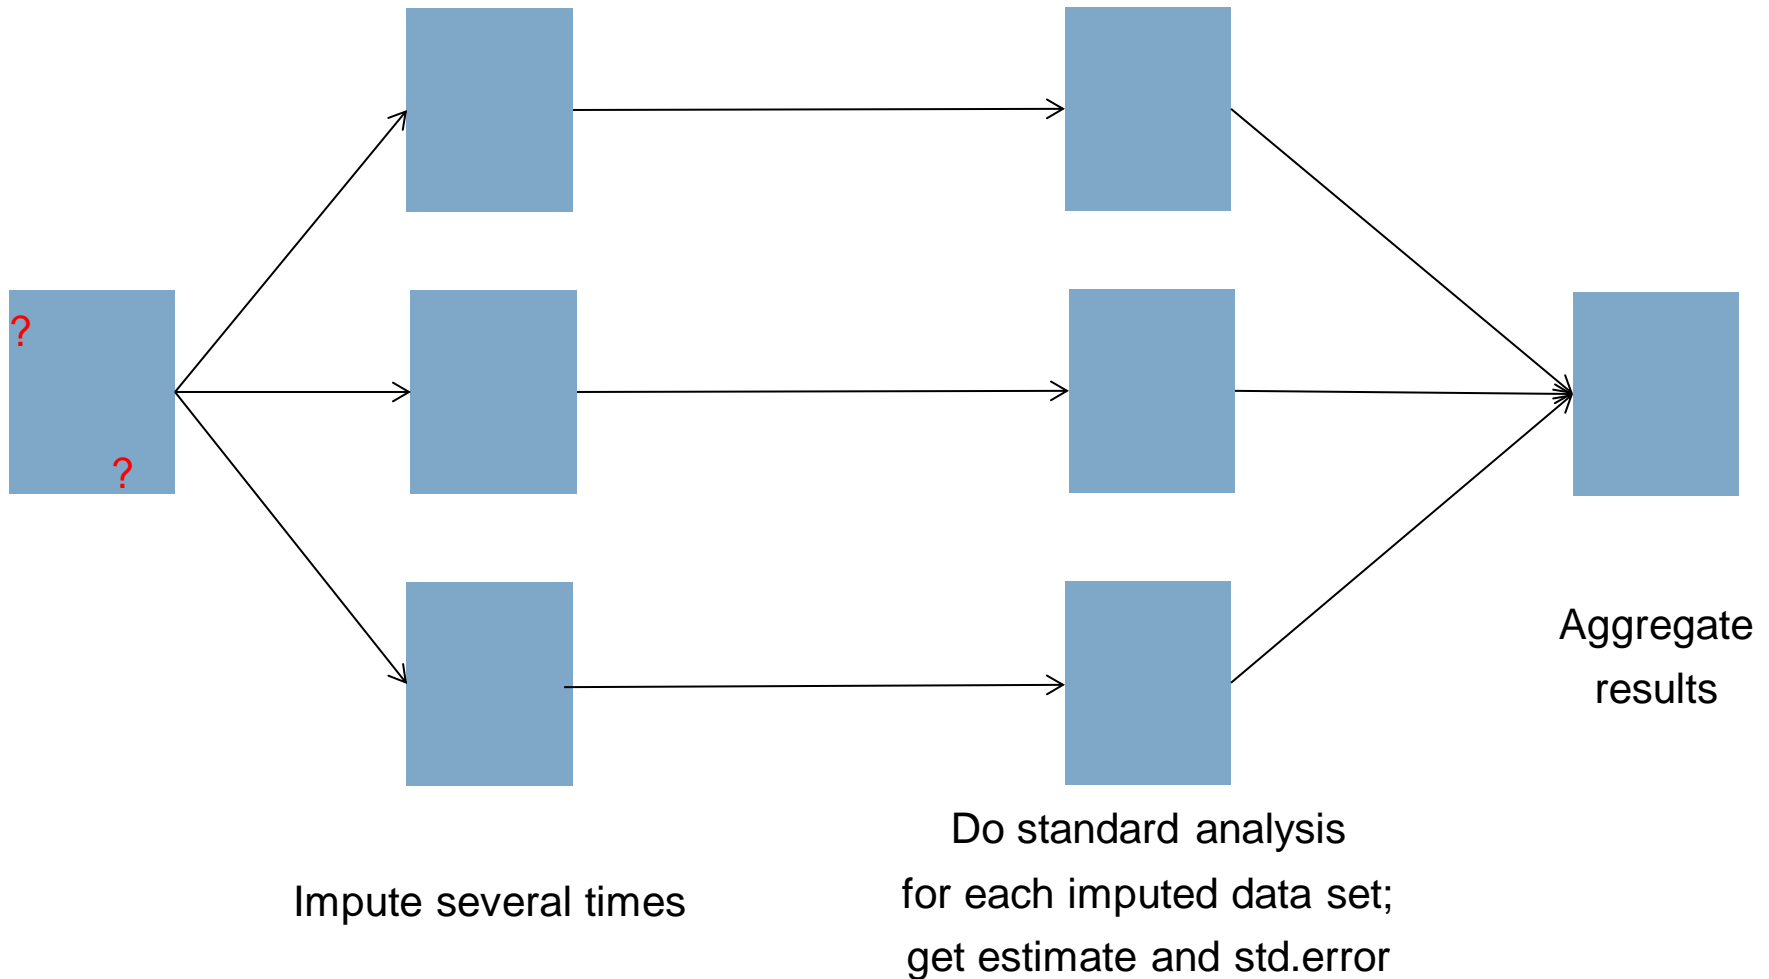 ?
?
Impute several times
Do standard analysis
for each imputed data set;
get estimate and std.error
Aggregate
results